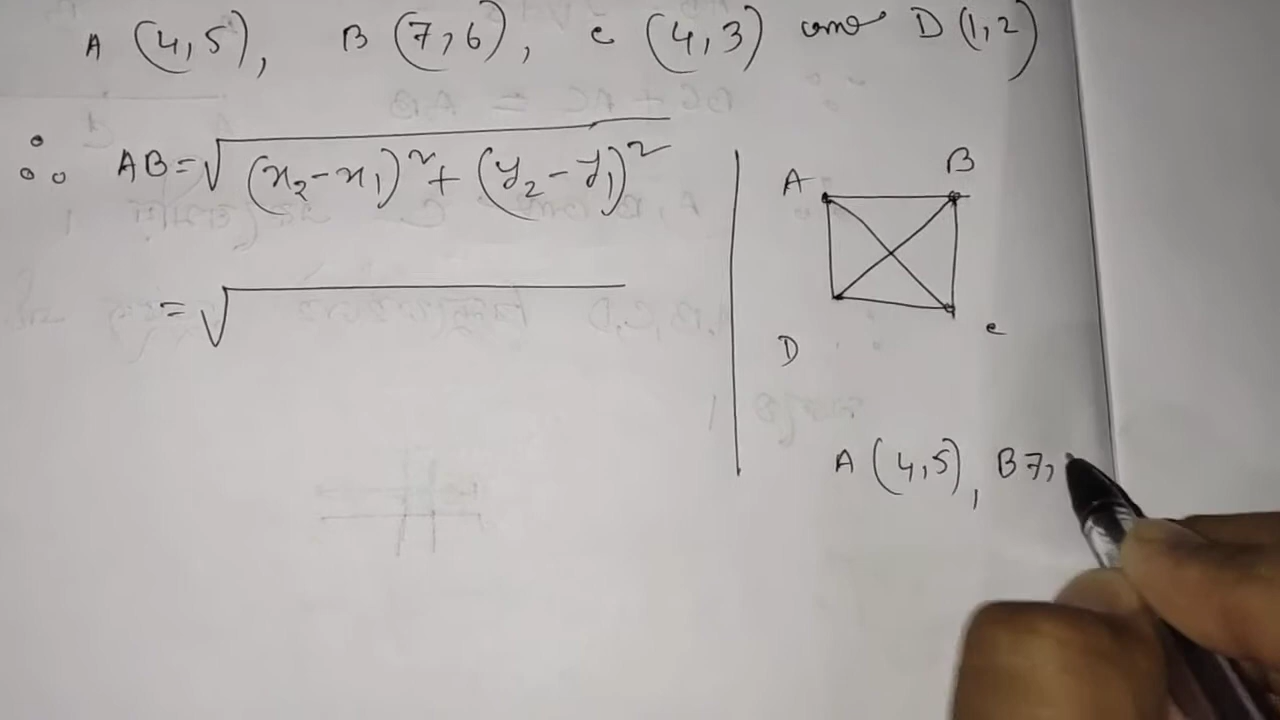 A (4,5), B (7,6), C (4,3) and D (1,2)
∴ AB = √(x₂-x₁)² + (y₂-y₁)²
= √
A B
D C
A (4,5), B 7,